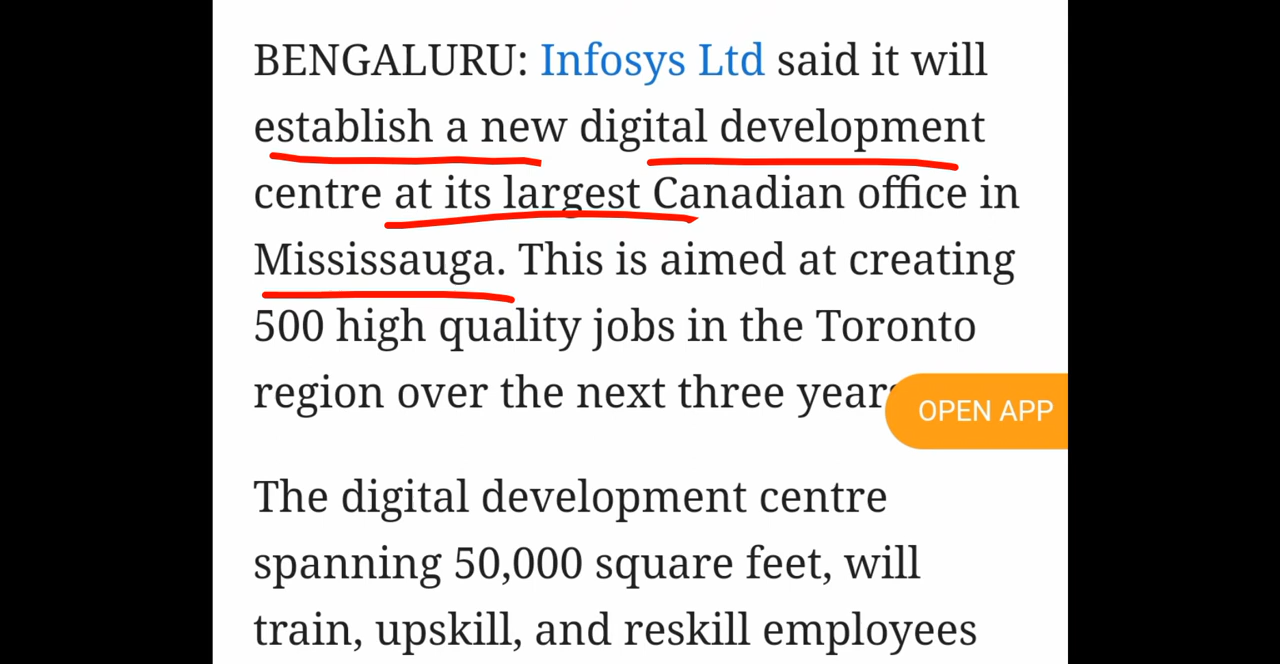 BENGALURU: Infosys Ltd said it will
establish a new digital development
centre at its largest Canadian office in
Mississauga. This is aimed at creating
500 high quality jobs in the Toronto
region over the next three years
OPEN APP
The digital development centre
spanning 50,000 square feet, will
train, upskill, and reskill employees